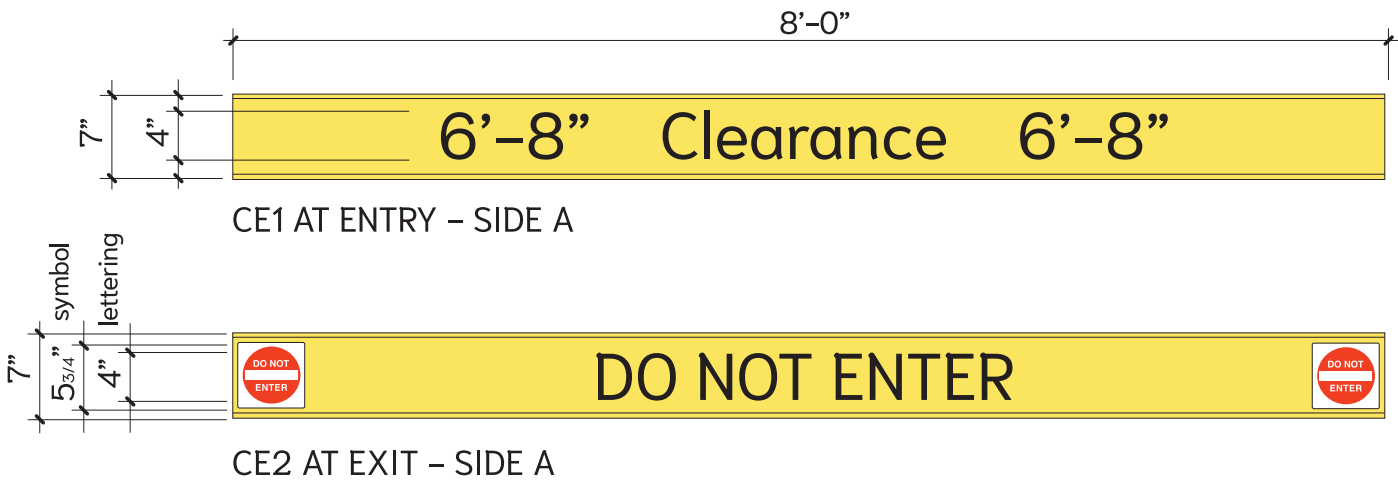 8’-0”
7”
4”
6’-8” Clearance 6’-8”
CE1 AT ENTRY – SIDE A
symbol
lettering
7”
5 3/4”
4”
DO NOT
ENTER
DO NOT ENTER
DO NOT
ENTER
CE2 AT EXIT – SIDE A